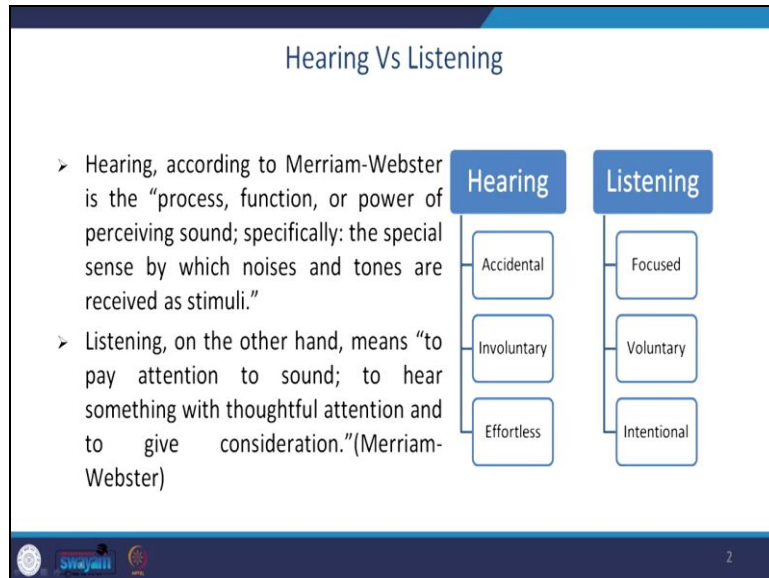 Hearing Vs Listening
➢ Hearing, according to Merriam-Webster
is the “process, function, or power of
perceiving sound; specifically: the special
sense by which noises and tones are
received as stimuli.”
➢ Listening, on the other hand, means “to
pay attention to sound; to hear
something with thoughtful attention and
to give consideration.”(Merriam-
Webster)
Hearing
Accidental
Involuntary
Effortless
Listening
Focused
Voluntary
Intentional
swayam
2